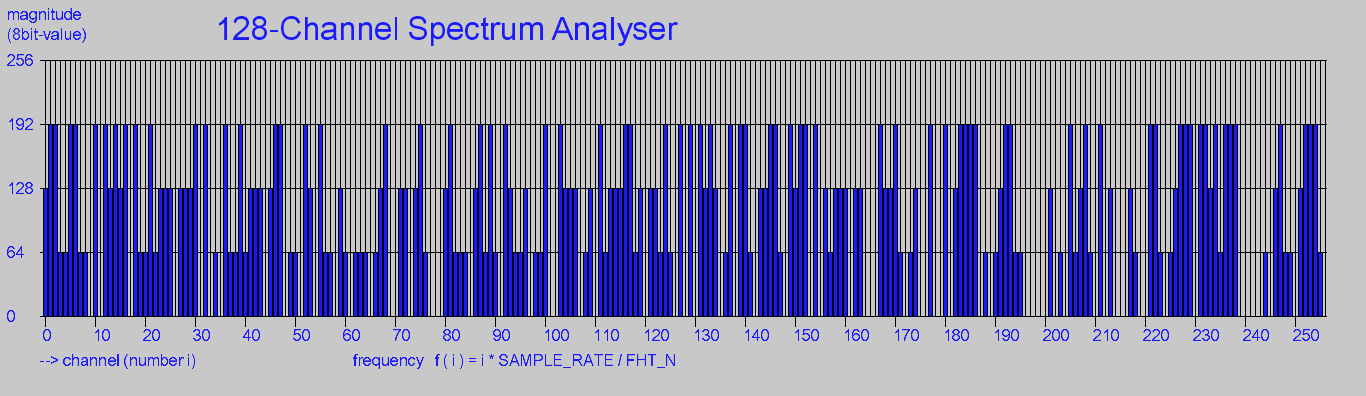 magnitude
(8bit-value)
128-Channel Spectrum Analyser
256
192
128
64
0
0 10 20 30 40 50 60 70 80 90 100 110 120 130 140 150 160 170 180 190 200 210 220 230 240 250
--> channel (number i) frequency f ( i ) = i * SAMPLE_RATE / FHT_N